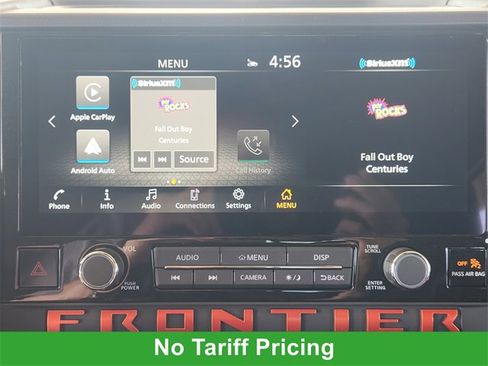 MENU
4:56
((SiriusXM))
Apple CarPlay
((SiriusXM))
POP ROCKS
Fall Out Boy
Centuries
Source
Android Auto
Call History
POP ROCKS
Fall Out Boy
Centuries
Phone
Info
Audio
Connections
Settings
MENU
VOL
PUSH
POWER
AUDIO
MENU
DISP
CAMERA
BACK
TUNE
SCROLL
ENTER
SETTING
OFF
PASS AIR BAG
FRONTIER
No Tariff Pricing